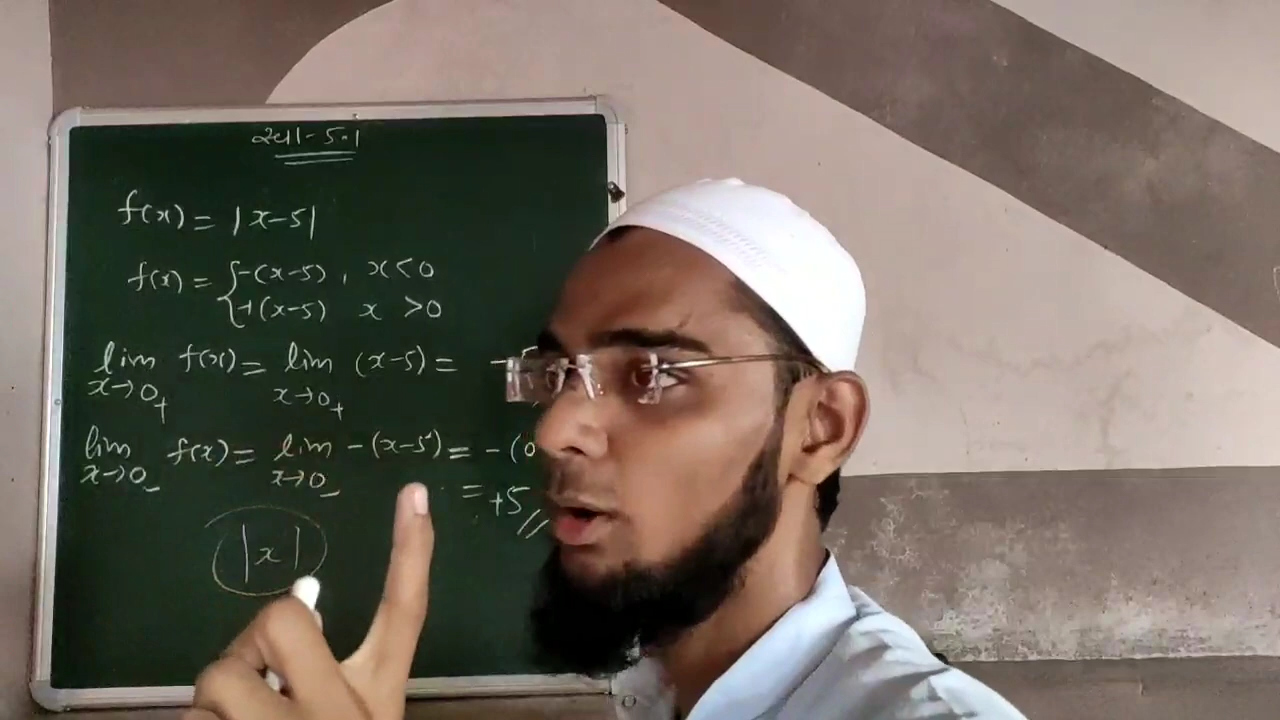 f(x) = |x-5|
f(x) = { -(x-5), x<0
+(x-5) x >0
lim x→0+ f(x) = lim x→0+ (x-5) =
lim x→0- f(x) = lim x→0- -(x-5) = -(0
= +5 //
|x|